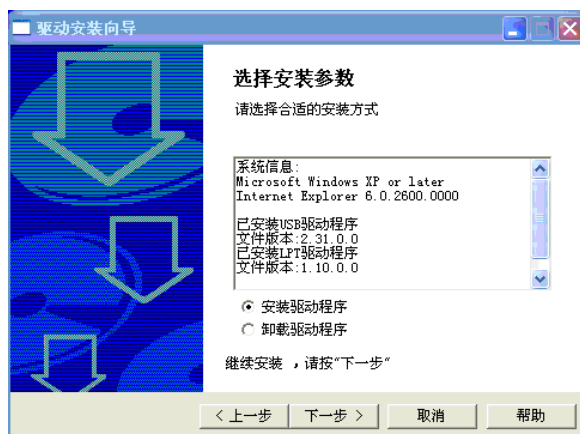 驱动安装向导
选择安装参数
请选择合适的安装方式
系统信息:
Microsoft Windows XP or later
Internet Explorer 6.0.2600.0000
已安装USB驱动程序
文件版本:2.31.0.0
已安装LPT驱动程序
文件版本:1.10.0.0
安装驱动程序
卸载驱动程序
继续安装 ，请按“下一步”
< 上一步
下一步 >
取消
帮助